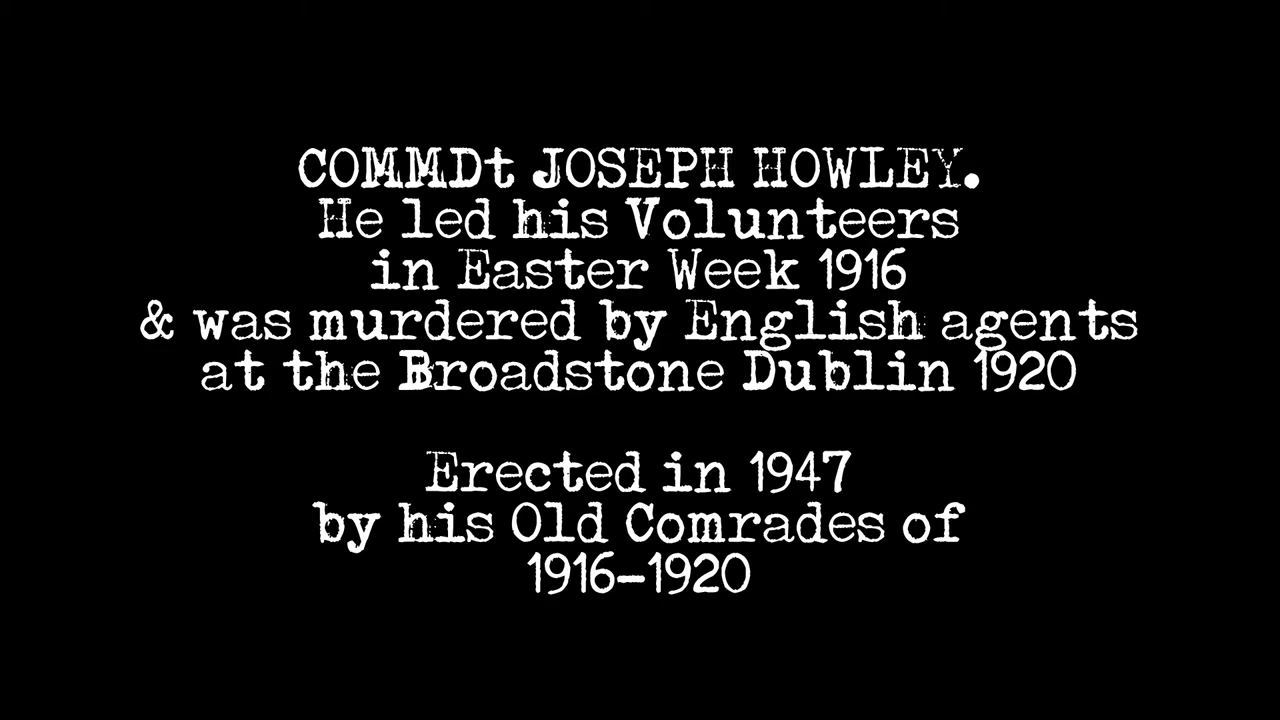 COMMDt JOSEPH HOWLEY.
He led his Volunteers
in Easter Week 1916
& was murdered by English agents
at the Broadstone Dublin 1920
Erected in 1947
by his Old Comrades of
1916-1920